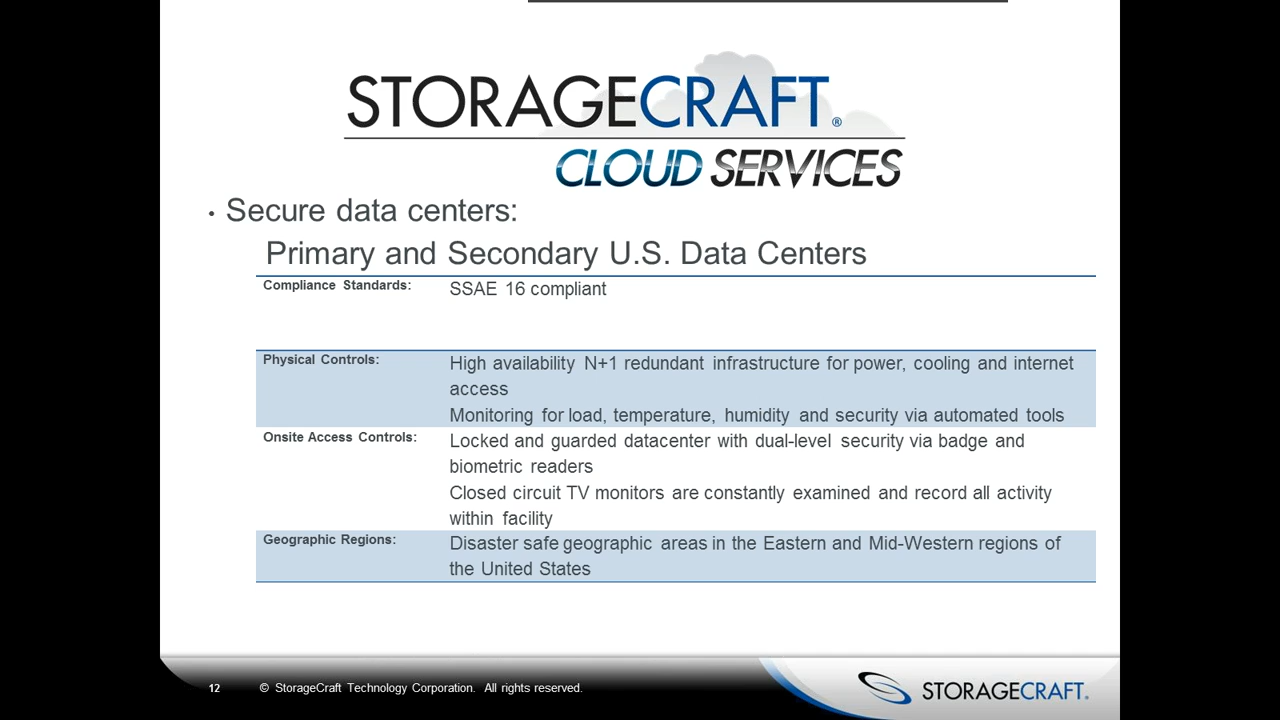 STORAGECRAFT®
CLOUD SERVICES
• Secure data centers:
Primary and Secondary U.S. Data Centers
Compliance Standards: SSAE 16 compliant
Physical Controls: High availability N+1 redundant infrastructure for power, cooling and internet
access
Monitoring for load, temperature, humidity and security via automated tools
Onsite Access Controls: Locked and guarded datacenter with dual-level security via badge and
biometric readers
Closed circuit TV monitors are constantly examined and record all activity
within facility
Geographic Regions: Disaster safe geographic areas in the Eastern and Mid-Western regions of
the United States
12 © StorageCraft Technology Corporation. All rights reserved.
STORAGECRAFT®